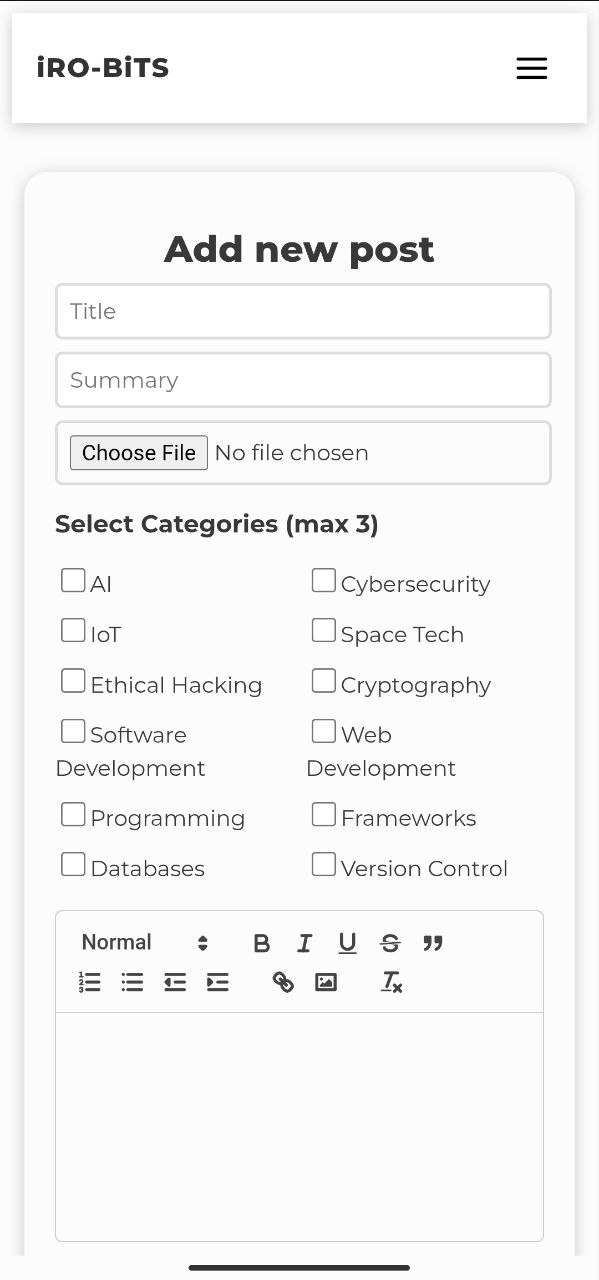 iRO-BiTS
Add new post
Title
Summary
Choose File No file chosen
Select Categories (max 3)
AI Cybersecurity
IoT Space Tech
Ethical Hacking Cryptography
Software Web
Development Development
Programming Frameworks
Databases Version Control
Normal B I U S ”